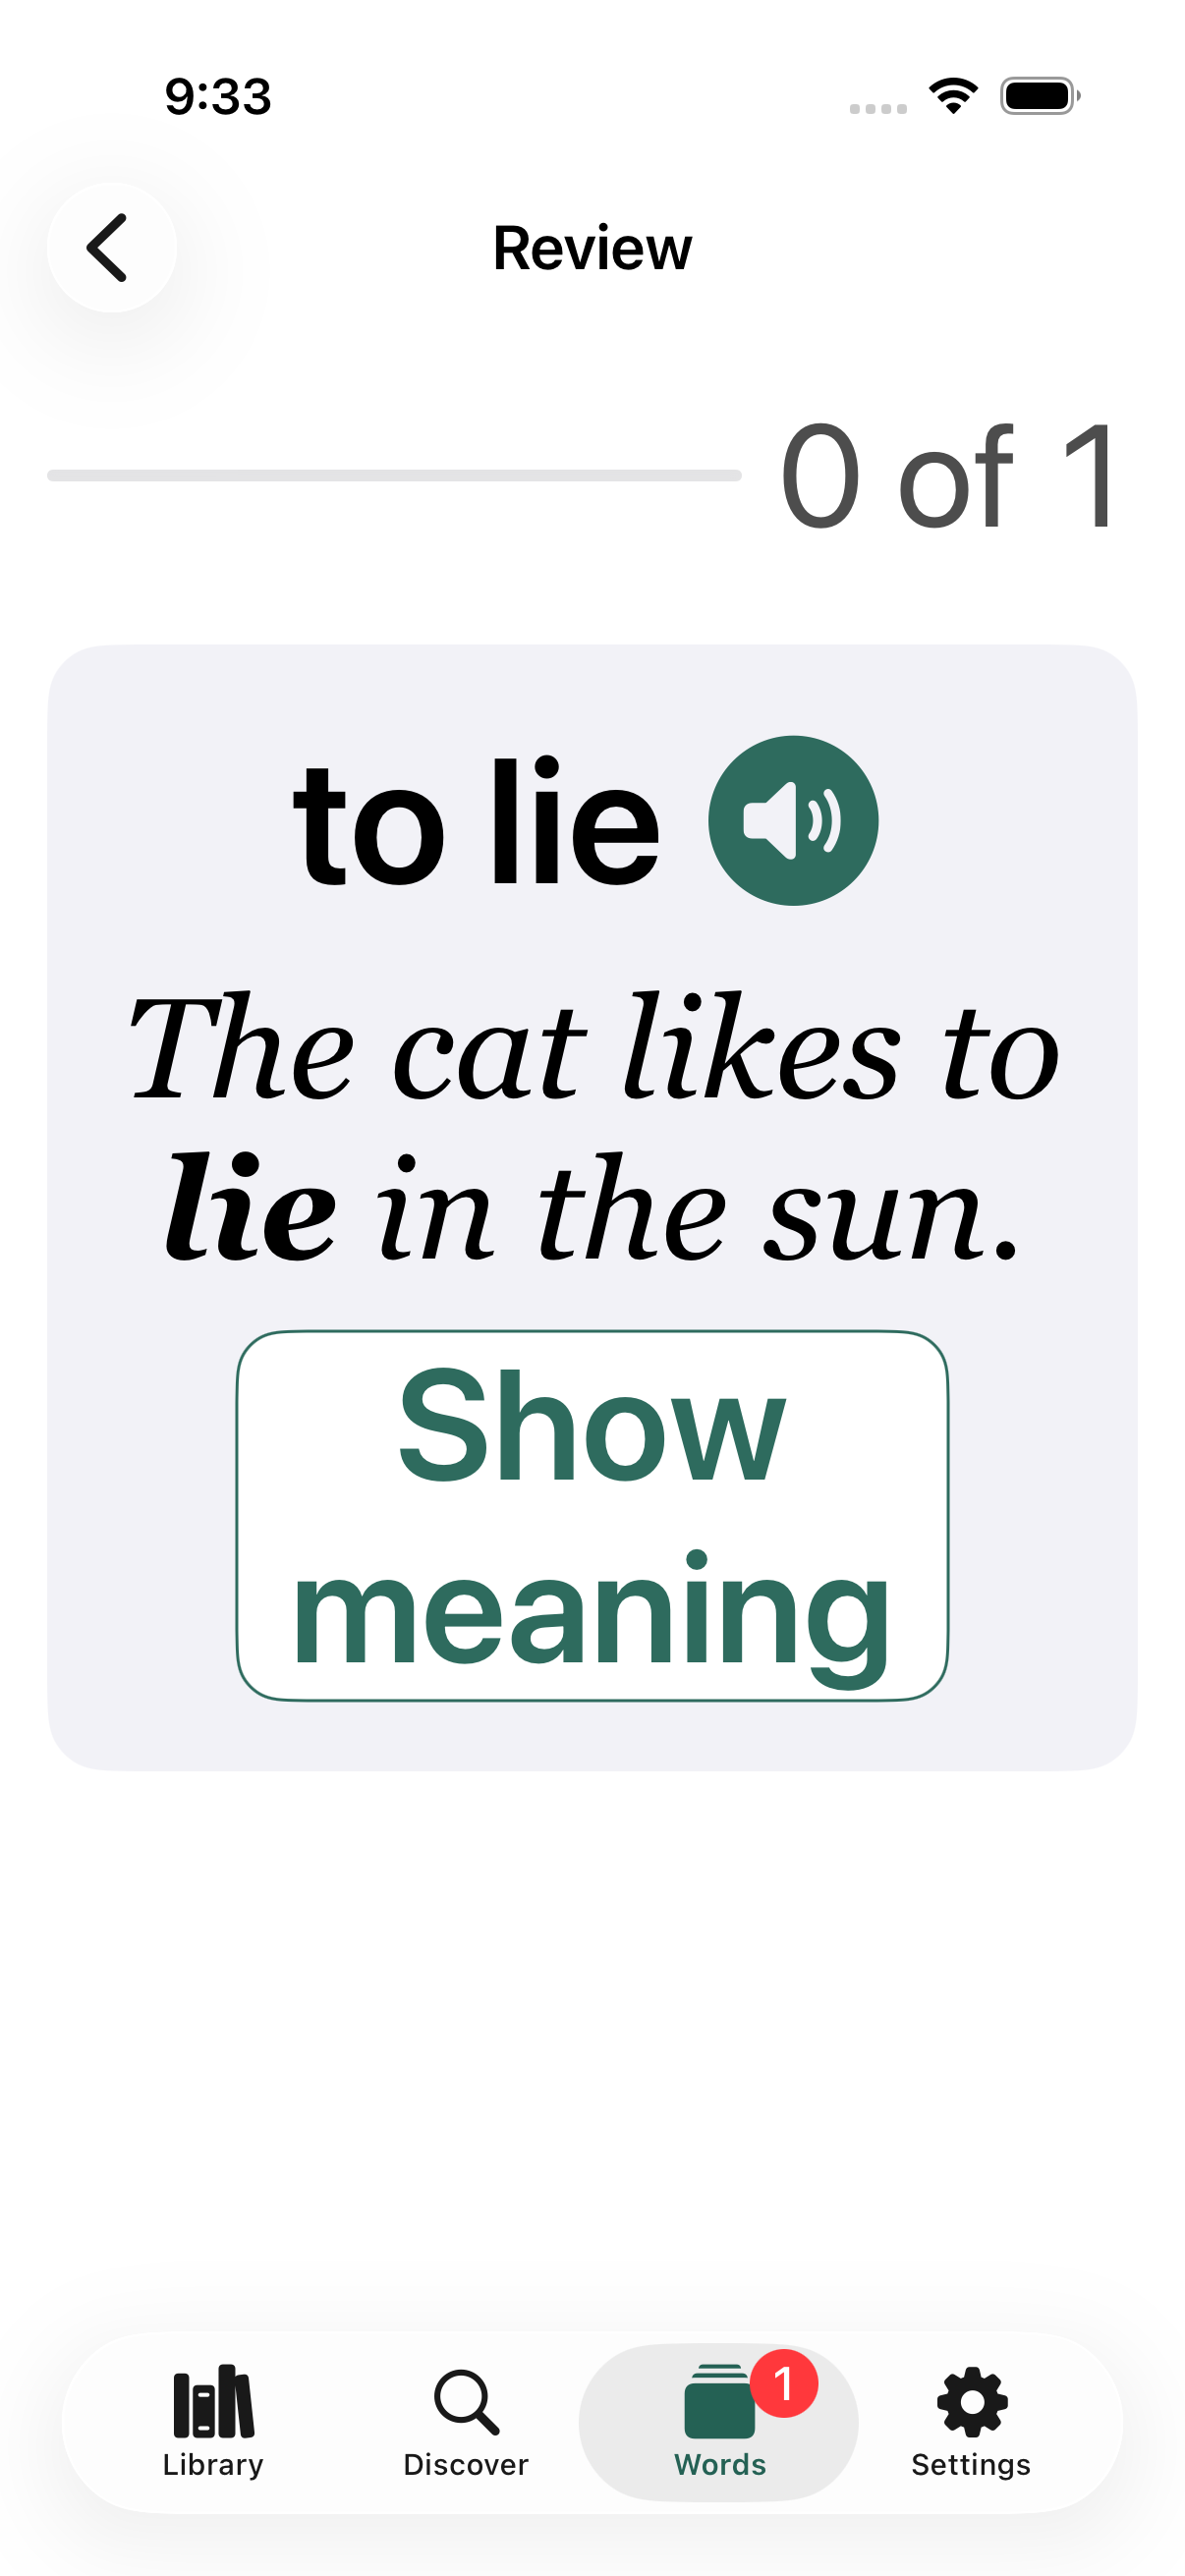 9:33
Review
0 of 1
to lie
The cat likes to
lie in the sun.
Show
meaning
1
Library
Discover
Words
Settings